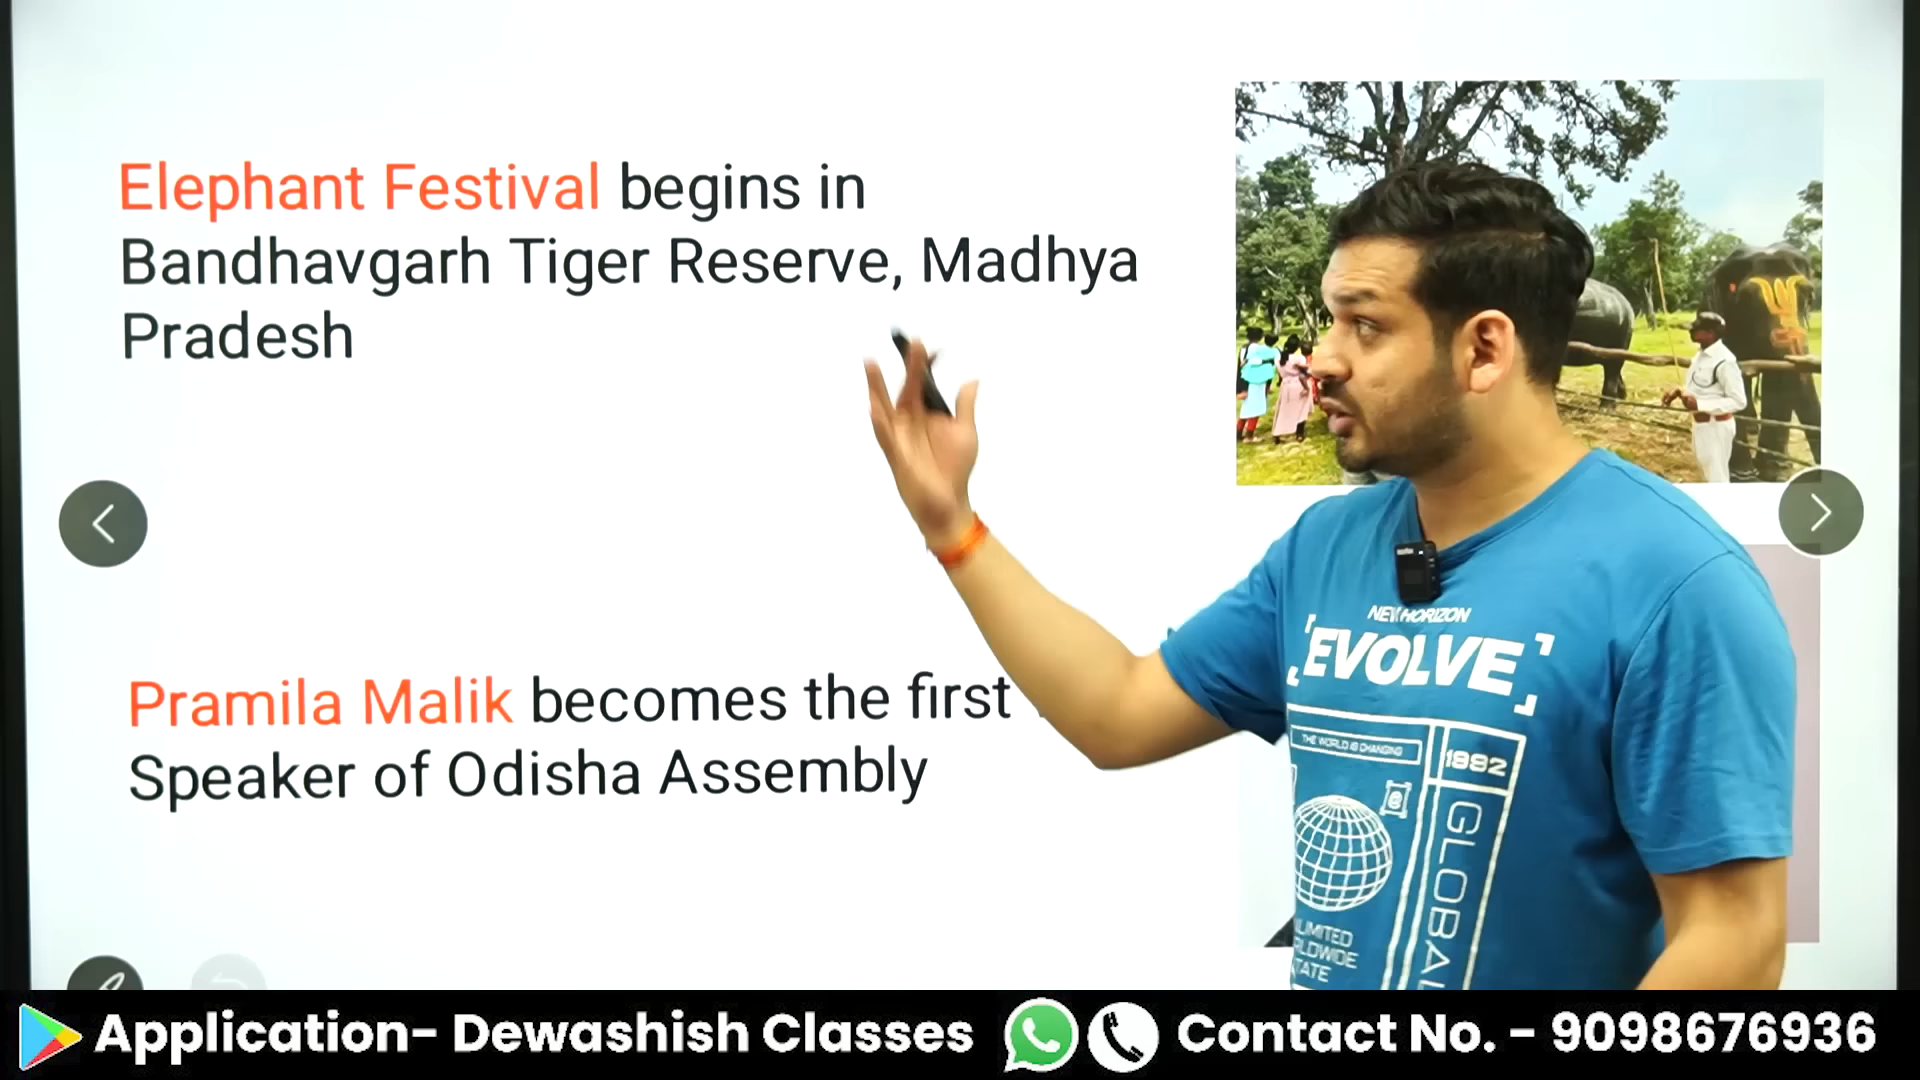 Elephant Festival begins in
Bandhavgarh Tiger Reserve, Madhya
Pradesh
Pramila Malik becomes the first
Speaker of Odisha Assembly
NEW HORIZON
EVOLVE
THE WORLD IS CHANGING
1992
GLOBAL
Application- Dewashish Classes
Contact No. - 9098676936